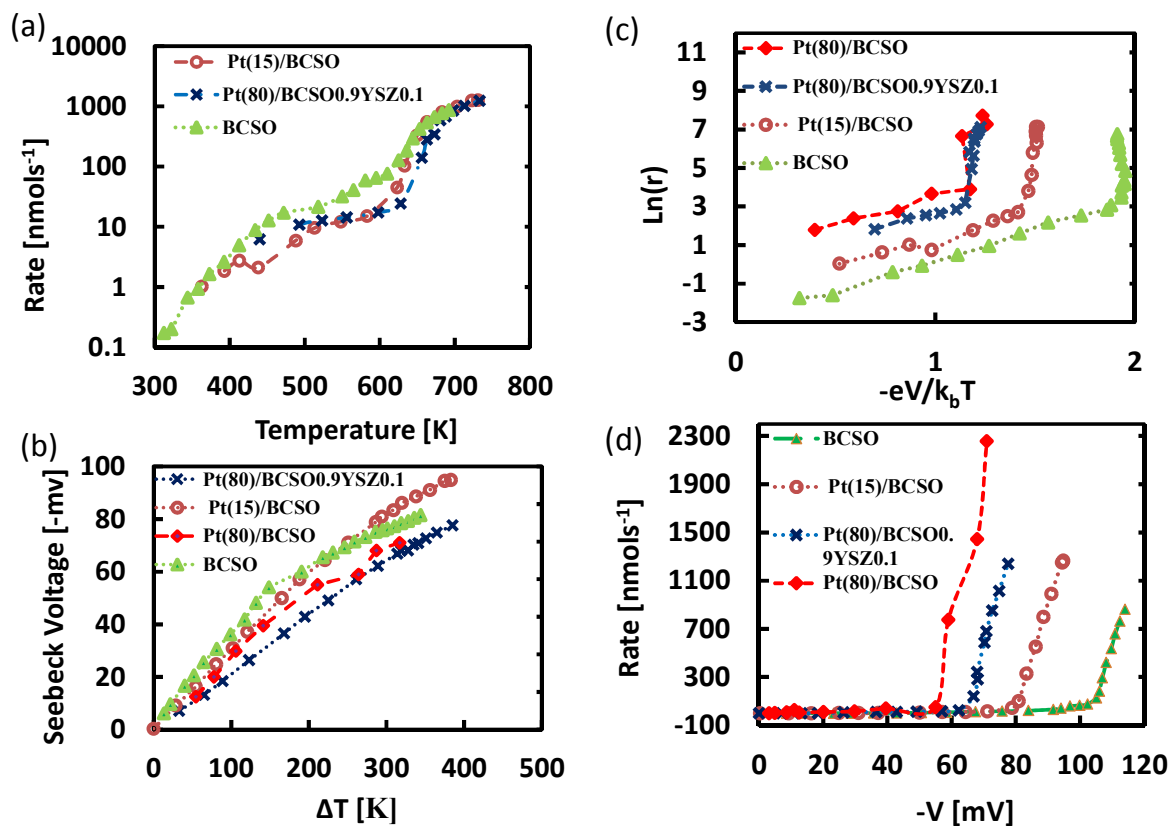 (a)
10000
1000
100
10
1
0.1
Rate [nmols⁻¹]
Pt(15)/BCSO
Pt(80)/BCSO0.9YSZ0.1
BCSO
300 400 500 600 700 800
Temperature [K]
(c)
11
9
7
5
3
1
-1
-3
Ln(r)
Pt(80)/BCSO
Pt(80)/BCSO0.9YSZ0.1
Pt(15)/BCSO
BCSO
0 1 2
-eV/k_bT
(b)
100
80
60
40
20
0
Seebeck Voltage [-mv]
Pt(80)/BCSO0.9YSZ0.1
Pt(15)/BCSO
Pt(80)/BCSO
BCSO
0 100 200 300 400 500
ΔT [K]
(d)
2300
1900
1500
1100
700
300
-100
Rate [nmols⁻¹]
BCSO
Pt(15)/BCSO
Pt(80)/BCSO0.
9YSZ0.1
Pt(80)/BCSO
0 20 40 60 80 100 120
-V [mV]